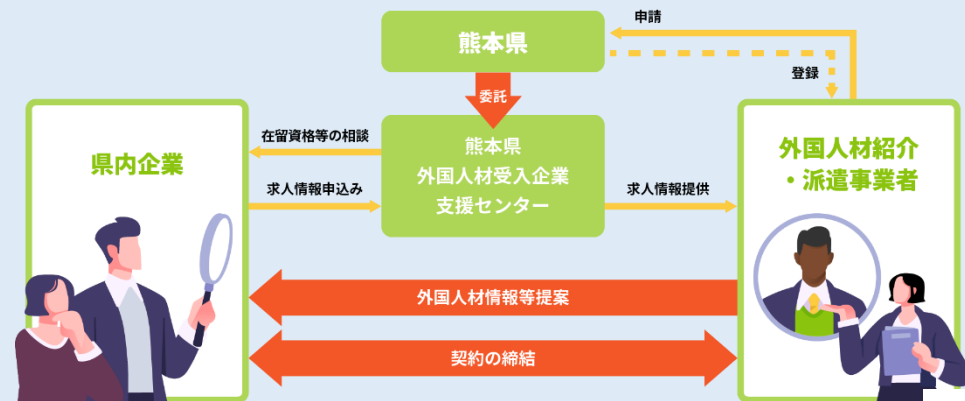 熊本県
申請
登録
委託
県内企業
在留資格等の相談
求人情報申込み
熊本県
外国人材受入企業
支援センター
求人情報提供
外国人材紹介
・派遣事業者
外国人材情報等提案
契約の締結